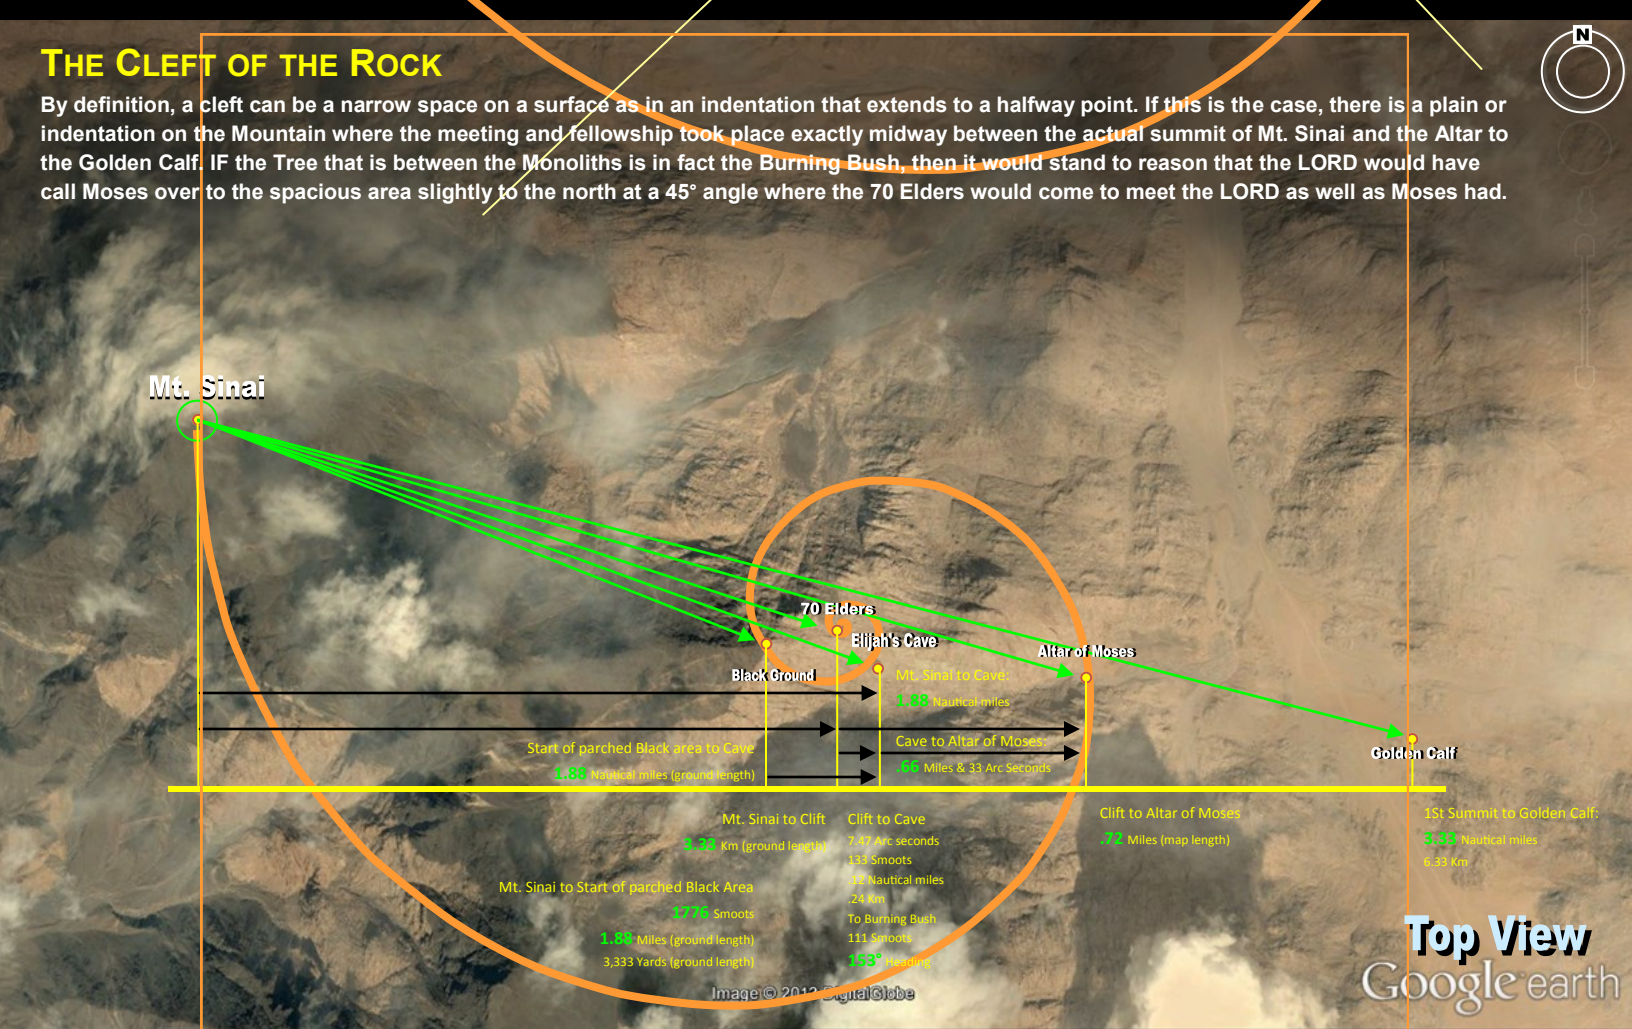 N
THE CLEFT OF THE ROCK
By definition, a cleft can be a narrow space on a surface as in an indentation that extends to a halfway point. If this is the case, there is a plain or
indentation on the Mountain where the meeting and fellowship took place exactly midway between the actual summit of Mt. Sinai and the Altar to
the Golden Calf. IF the Tree that is between the Monoliths is in fact the Burning Bush, then it would stand to reason that the LORD would have
call Moses over to the spacious area slightly to the north at a 45° angle where the 70 Elders would come to meet the LORD as well as Moses had.
Mt. Sinai
70 Elders
Elijah's Cave
Altar of Moses
Black Ground
Mt. Sinai to Cave:
1.88 Nautical miles
Cave to Altar of Moses:
.66 Miles & 33 Arc Seconds
Start of parched Black area to Cave
1.88 Nautical miles (ground length)
Golden Calf
Mt. Sinai to Clift
3.33 Km (ground length)
Mt. Sinai to Start of parched Black Area
1776 Smoots
1.88 Miles (ground length)
3,333 Yards (ground length)
Clift to Cave
7.47 Arc seconds
133 Smoots
.12 Nautical miles
.24 Km
To Burning Bush
111 Smoots
153° Heading
Clift to Altar of Moses
.72 Miles (map length)
1St Summit to Golden Calf:
3.33 Nautical miles
6.33 Km
Top View
Google earth
Image © 2012 DigitalGlobe